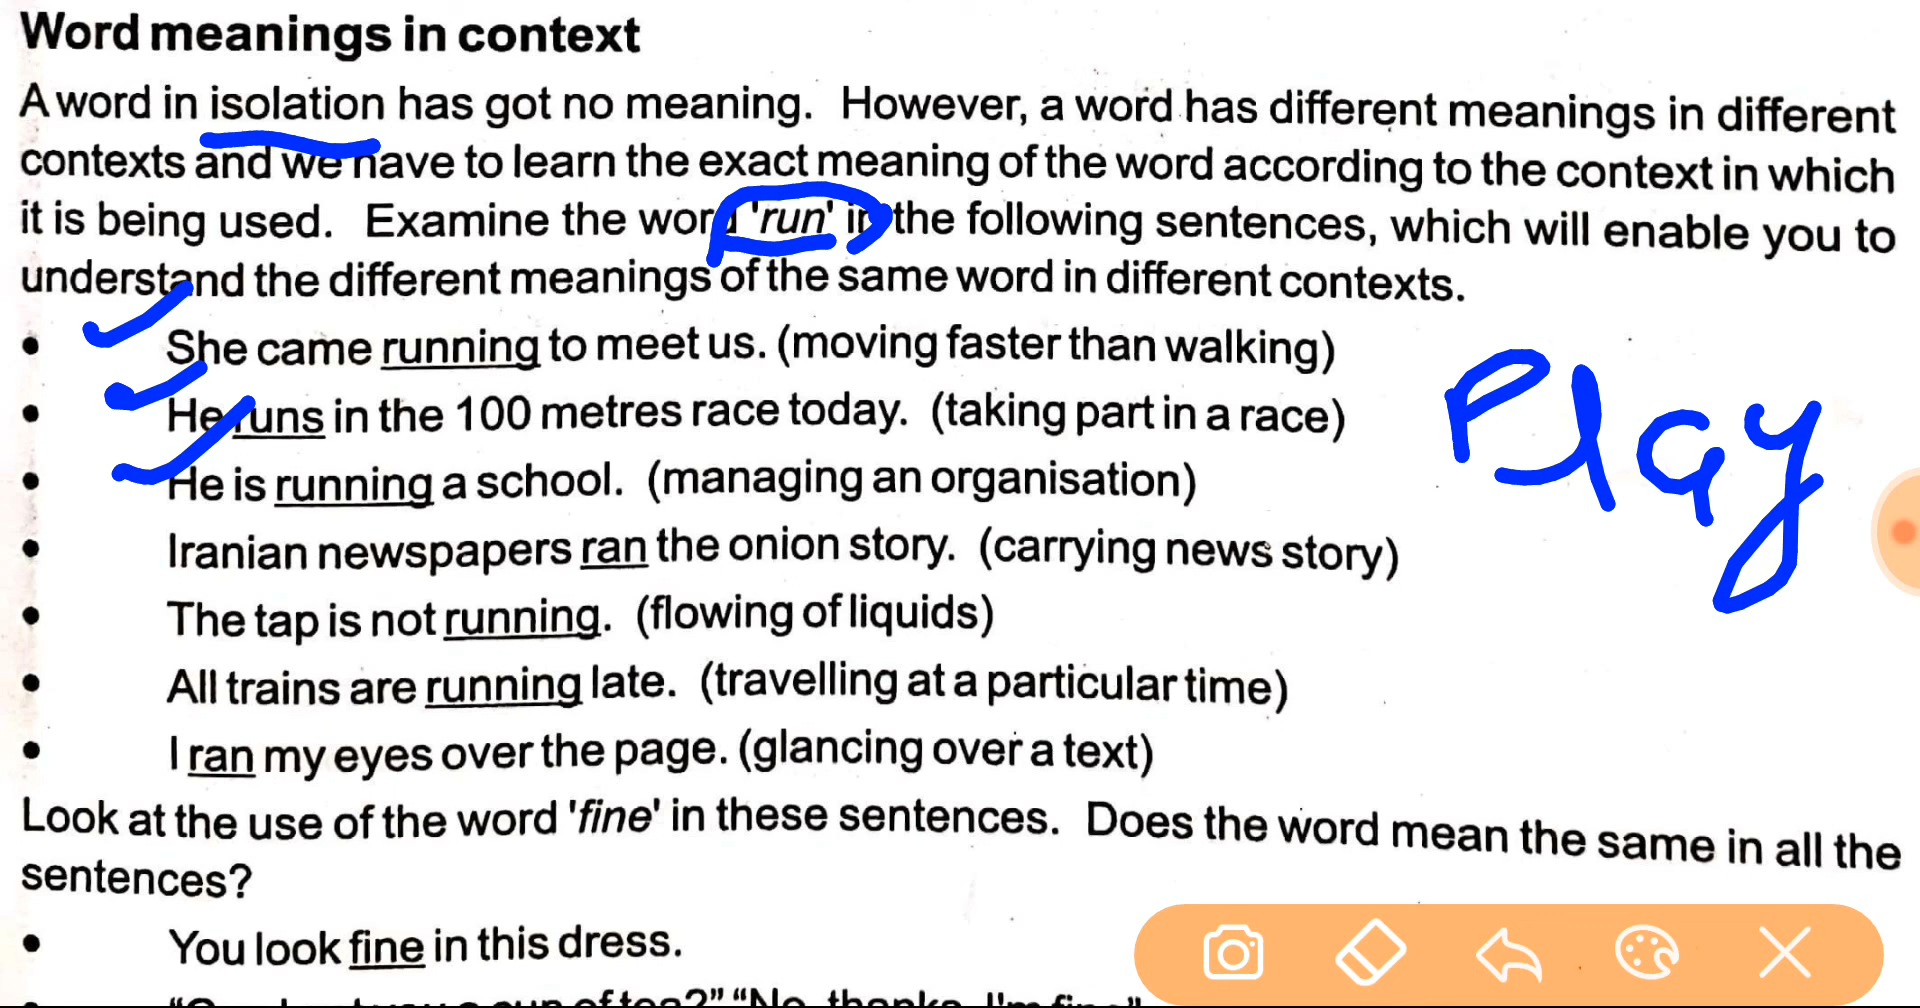 Word meanings in context
A word in isolation has got no meaning. However, a word has different meanings in different
contexts and we have to learn the exact meaning of the word according to the context in which
it is being used. Examine the word 'run' in the following sentences, which will enable you to
understand the different meanings of the same word in different contexts.
• She came running to meet us. (moving faster than walking)
• He runs in the 100 metres race today. (taking part in a race)
• He is running a school. (managing an organisation)
Play
• Iranian newspapers ran the onion story. (carrying news story)
• The tap is not running. (flowing of liquids)
• All trains are running late. (travelling at a particular time)
• I ran my eyes over the page. (glancing over a text)
Look at the use of the word 'fine' in these sentences. Does the word mean the same in all the
sentences?
• You look fine in this dress.
cup of tea?" "No, thanks, I'm fine"